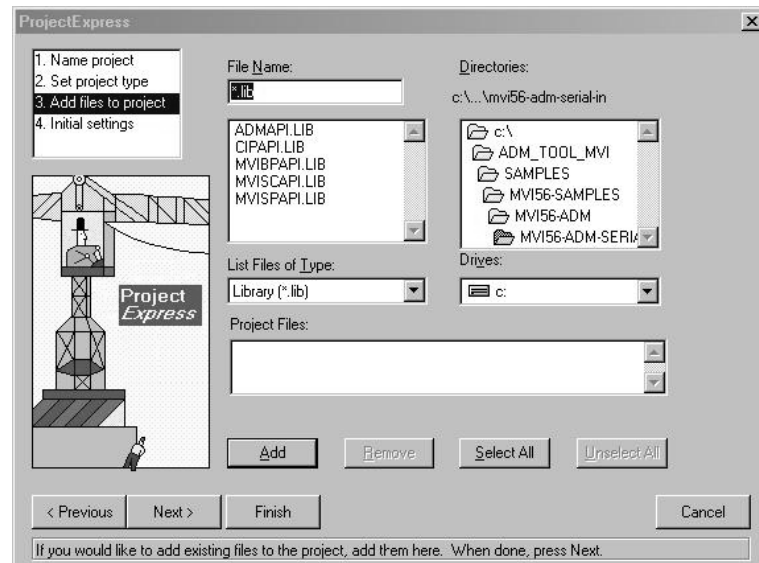 ProjectExpress
1. Name project
2. Set project type
3. Add files to project
4. Initial settings
Project
Express
File Name:
*.lib
ADMAPI.LIB
CIPAPI.LIB
MVIBPAPI.LIB
MVISCAPI.LIB
MVISPAPI.LIB
List Files of Type:
Library (*.lib)
Directories:
c:\...\mvi56-adm-serial-in
c:\
ADM_TOOL_MVI
SAMPLES
MVI56-SAMPLES
MVI56-ADM
MVI56-ADM-SERIA
Drives:
c:
Project Files:
Add
Remove
Select All
Unselect All
< Previous
Next >
Finish
Cancel
If you would like to add existing files to the project, add them here. When done, press Next.